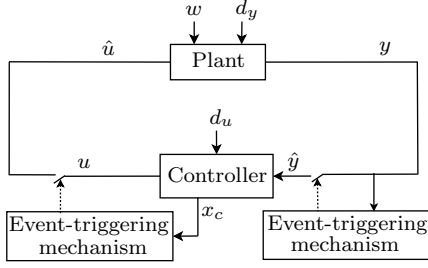 w
d_y
û
Plant
y
d_u
u
Controller
ŷ
x_c
Event-triggering
mechanism
Event-triggering
mechanism